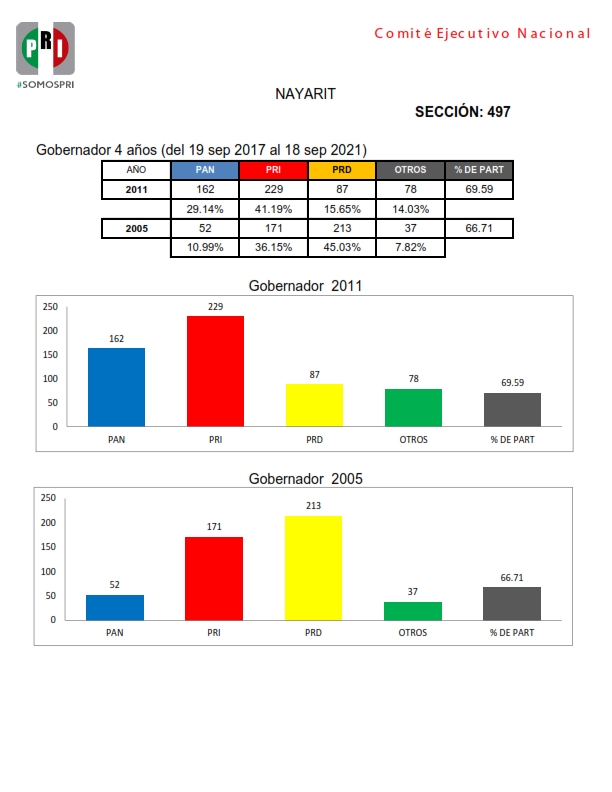 PRI
#SOMOSPRI
Comité Ejecutivo Nacional
NAYARIT
SECCIÓN: 497
Gobernador 4 años (del 19 sep 2017 al 18 sep 2021)
AÑO PAN PRI PRD OTROS % DE PART
2011 162 229 87 78 69.59
29.14% 41.19% 15.65% 14.03%
2005 52 171 213 37 66.71
10.99% 36.15% 45.03% 7.82%
Gobernador 2011
250
200
150
100
50
0
162
229
87
78
69.59
PAN PRI PRD OTROS % DE PART
Gobernador 2005
250
200
150
100
50
0
52
171
213
37
66.71
PAN PRI PRD OTROS % DE PART